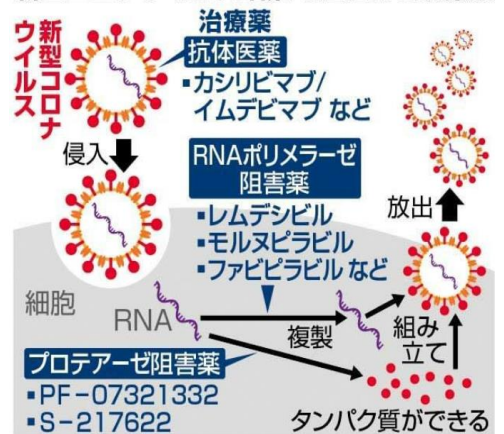 新型コロナ
ウイルス
治療薬
抗体医薬
▪カシリビマブ/
イムデビマブ など
侵入
RNAポリメラーゼ
阻害薬
▪レムデシビル
▪モルヌピラビル
▪ファビピラビル など
放出
細胞
RNA
複製
組み
立て
プロテアーゼ阻害薬
▪PF−07321332
▪S−217622
タンパク質ができる